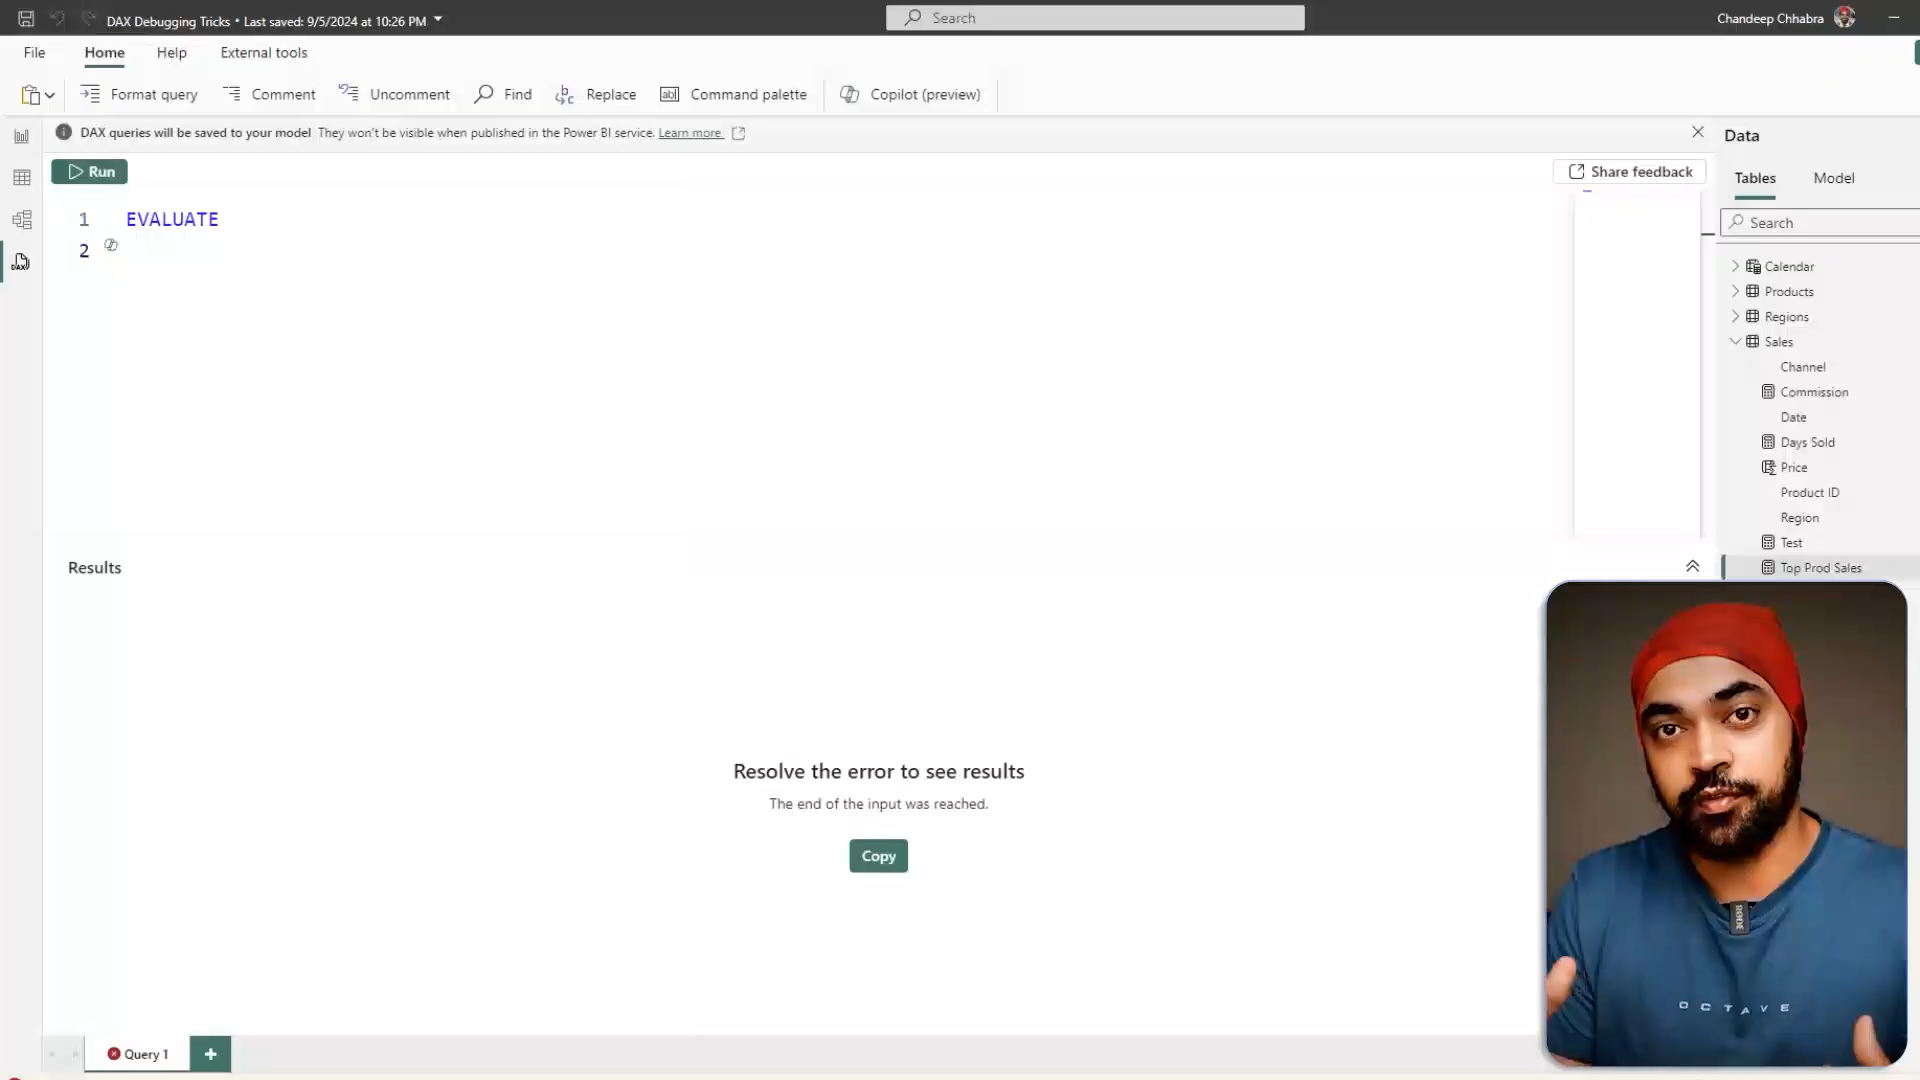 DAX Debugging Tricks • Last saved: 9/5/2024 at 10:26 PM
Search
Chandeep Chhabra
File
Home
Help
External tools
Format query
Comment
Uncomment
Find
Replace
Command palette
Copilot (preview)
DAX queries will be saved to your model They won't be visible when published in the Power BI service. Learn more.
Data
Run
Share feedback
Tables
Model
Search
1 EVALUATE
2
Calendar
Products
Regions
Sales
Channel
Commission
Date
Days Sold
Price
Product ID
Region
Test
Top Prod Sales
Results
Resolve the error to see results
The end of the input was reached.
Copy
RODE
OCTAVE
Query 1
DAX